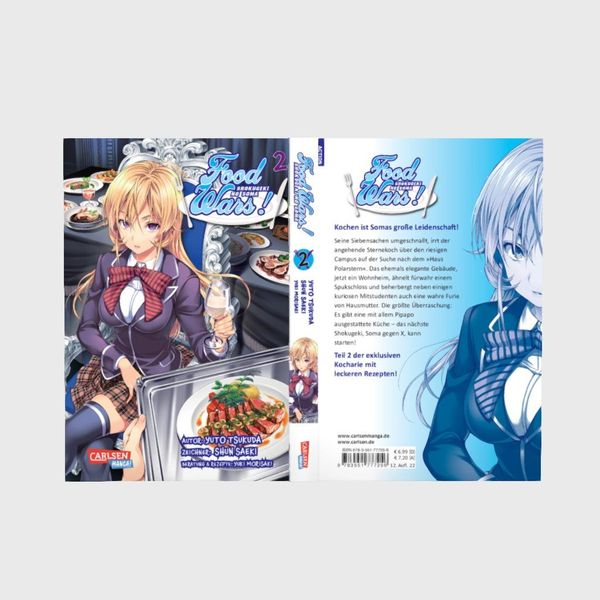 Food
Wars!
SHOKUGEKI
NO SOMA
2
AUTOR: YUTO TSUKUDA
ZEICHNER: SHUN SAEKI
BERATUNG & REZEPTE: YUKI MORISAKI
CARLSEN
MANGA!
Food
Wars!
2
YUTO TSUKUDA
SHUN SAEKI
YUKI MORISAKI
CARLSEN
MANGA!
Food
Wars!
SHOKUGEKI
NO SOMA
Kochen ist Somas große Leidenschaft!
Seine Siebensachen umgeschnallt, irrt der
angehende Sternekoch über den riesigen
Campus auf der Suche nach dem »Haus
Polarstern«. Das ehemals elegante Gebäude,
jetzt ein Wohnheim, ähnelt fürwahr einem
Spukschloss und beherbergt neben einigen
kuriosen Mitstudenten auch eine wahre Furie
von Hausmutter. Die größte Überraschung:
Es gibt eine mit allem Pipapo
ausgestattete Küche – das nächste
Shokugeki, Soma gegen X, kann
starten!
Teil 2 der exklusiven
Kocharie mit
leckeren Rezepten!
www.carlsenmanga.de
www.carlsen.de
€ 6,99 (D)
€ 7,20 (A)
12. Aufl. 22